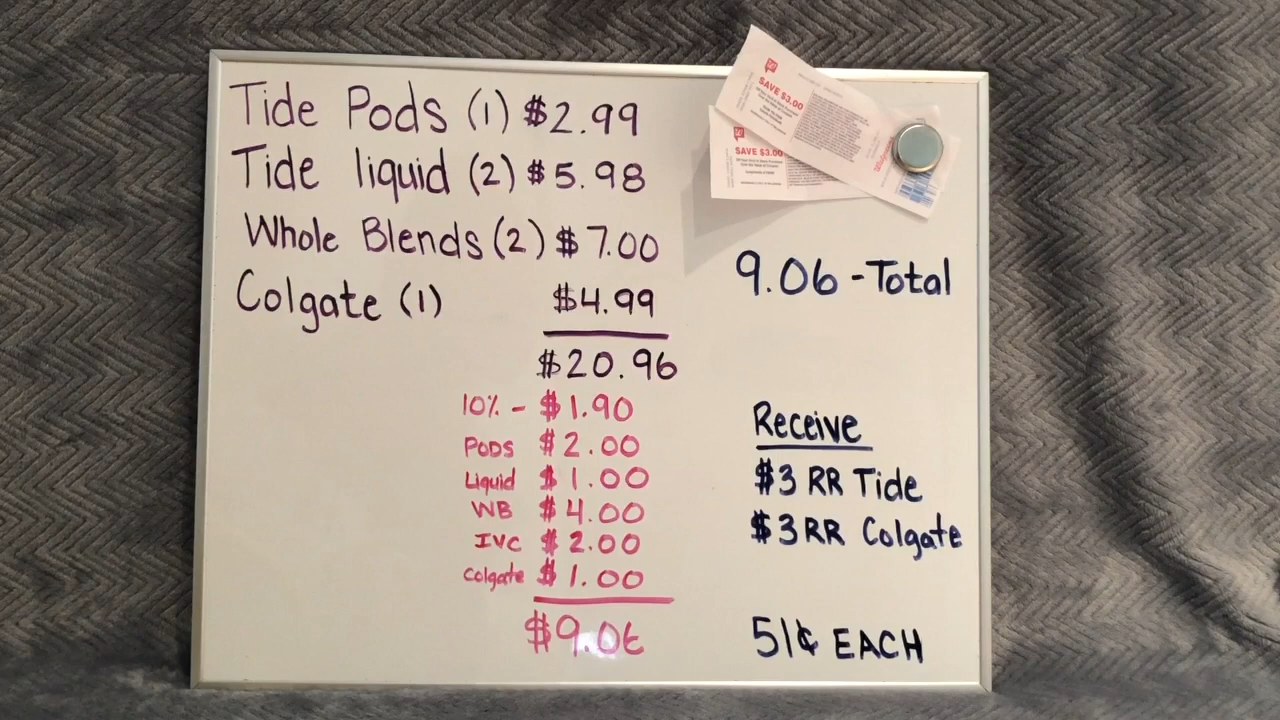 Tide Pods (1) $2.99
Tide liquid (2) $5.98
Whole Blends (2) $7.00
Colgate (1) $4.99
$20.96
10% - $1.90
PODS $2.00
Liquid $1.00
WB $4.00
IVC $2.00
Colgate $1.00
$9.06
SAVE $3.00
SAVE $3.00
Walgreens
9.06 - Total
Receive
$3 RR Tide
$3 RR Colgate
51¢ EACH